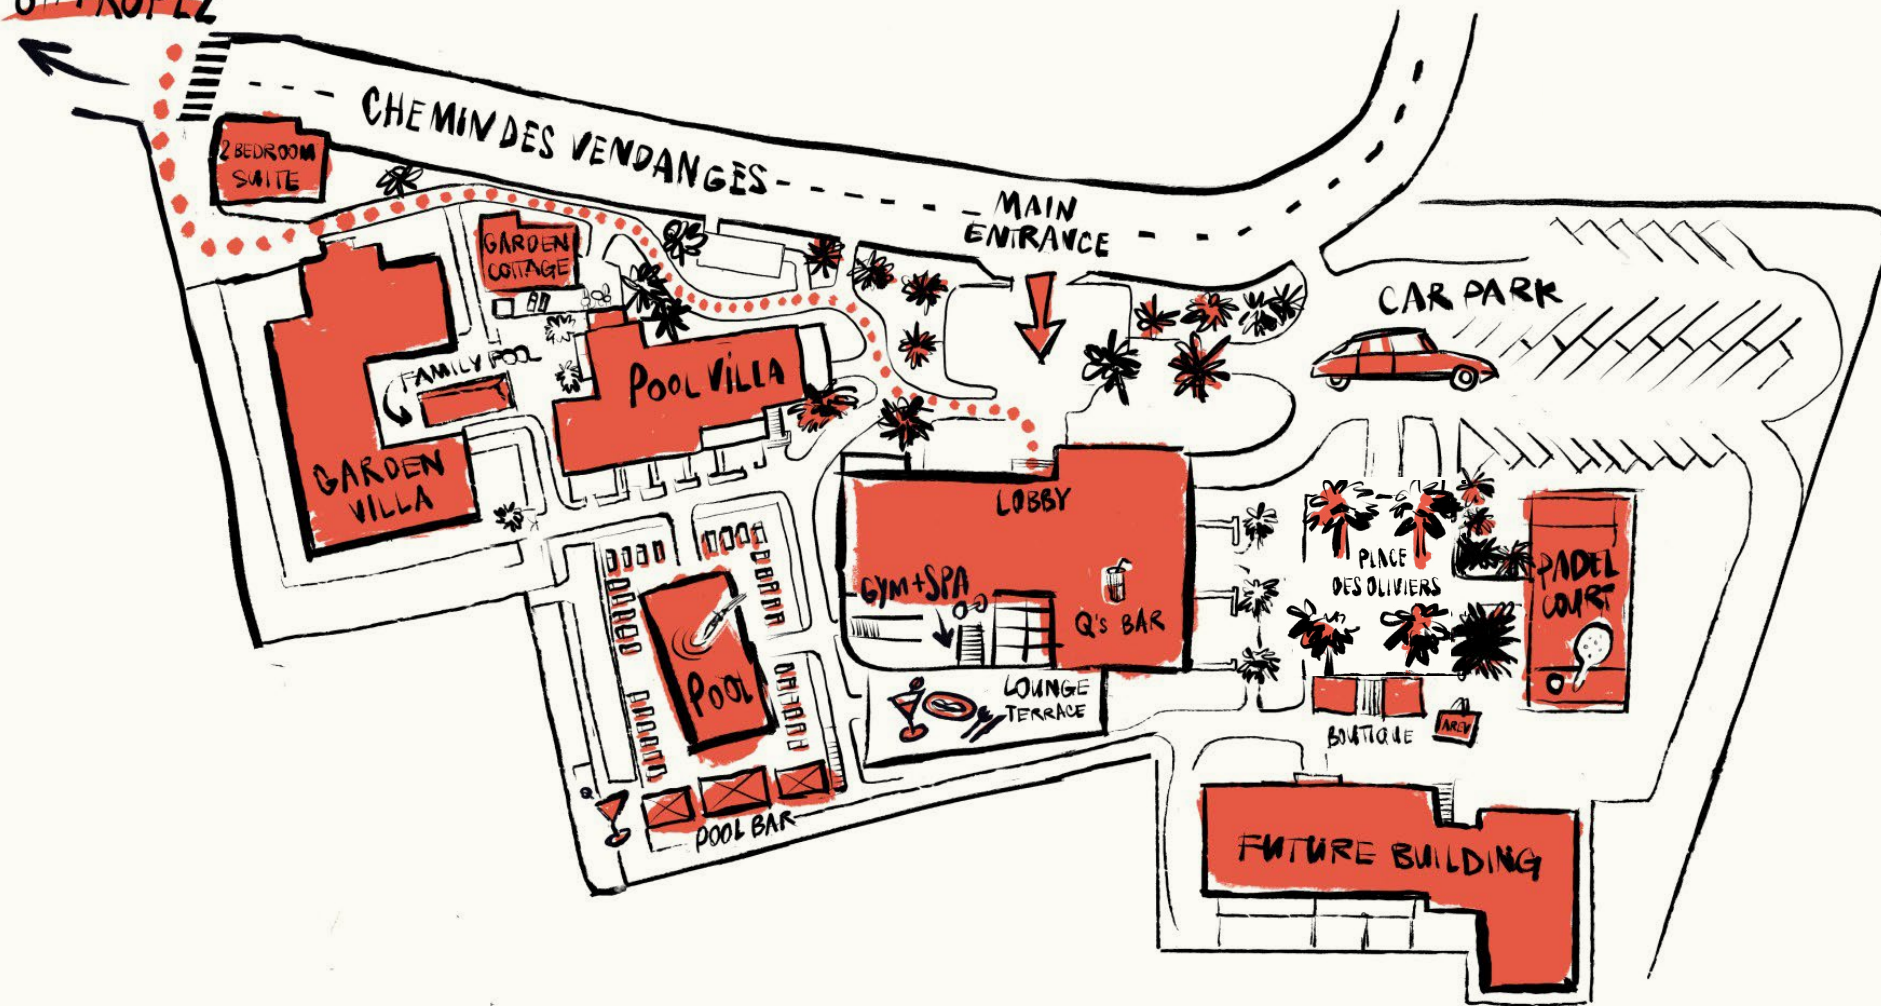 CHEMIN DES VENDANGES
MAIN
ENTRANCE
2 BEDROOM
SUITE
GARDEN
COTTAGE
CAR PARK
FAMILY POOL
POOL VILLA
GARDEN
VILLA
LOBBY
GYM + SPA
Q's BAR
PLACE
DES OLIVIERS
PADEL
COURT
POOL
LOUNGE
TERRACE
BOUTIQUE
AREV
POOL BAR
FUTURE BUILDING